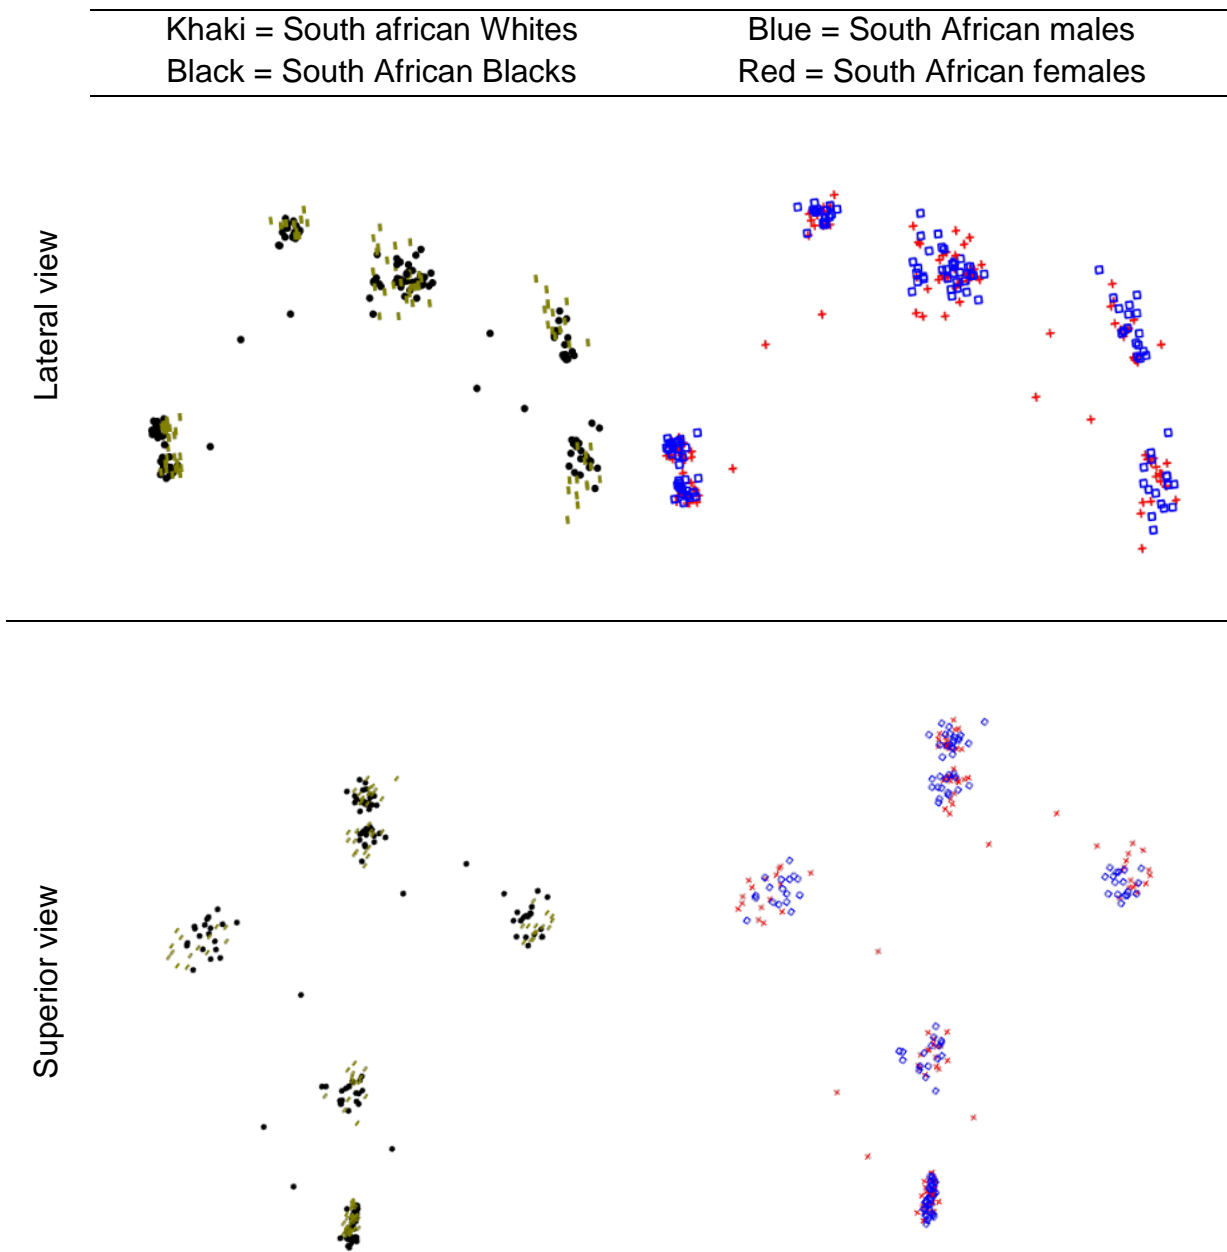 Khaki = South african Whites
Black = South African Blacks
Blue = South African males
Red = South African females
Lateral view
Superior view